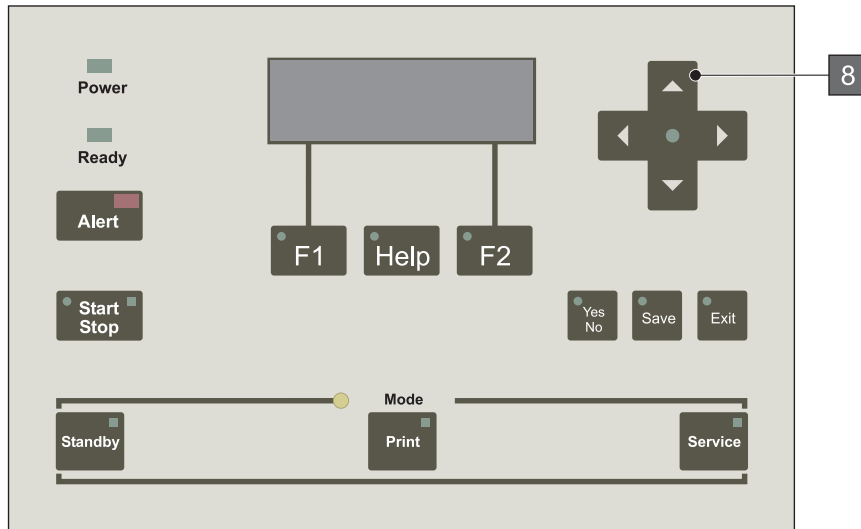 8
Power
Ready
Alert
F1 Help F2
Start
Stop
Yes
No
Save
Exit
Mode
Standby
Print
Service